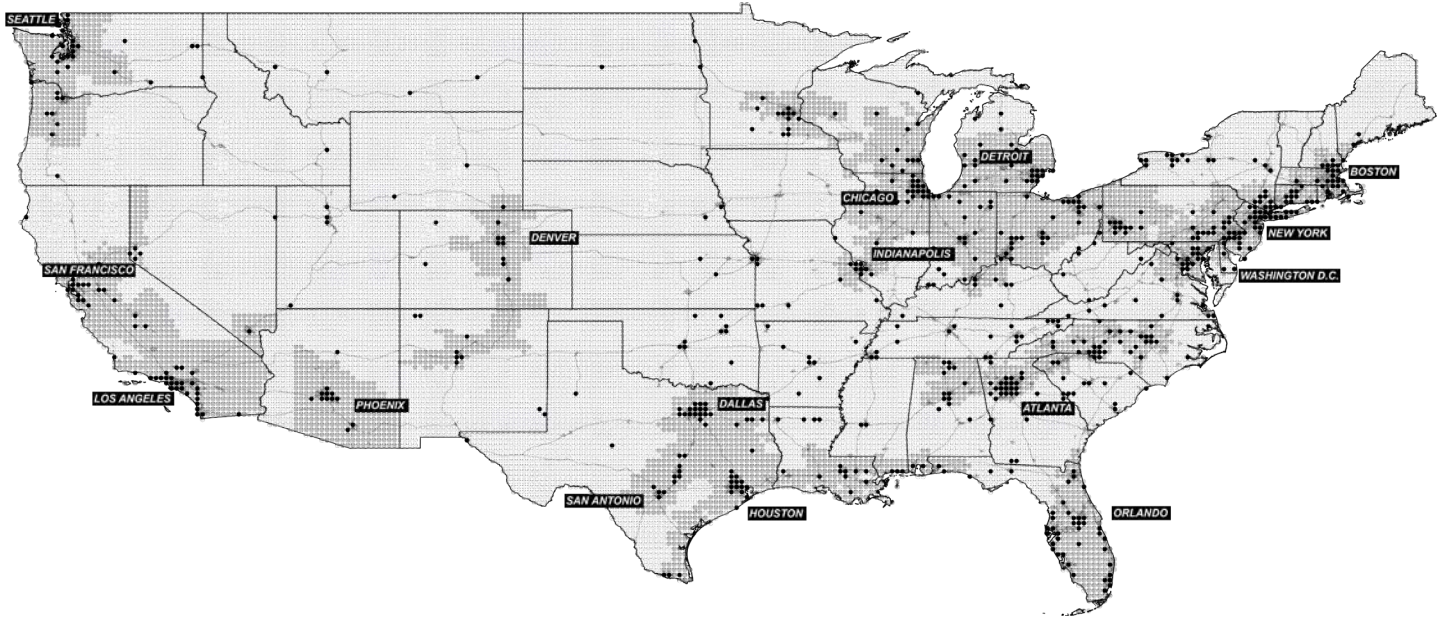 SEATTLE
DETROIT
BOSTON
CHICAGO
NEW YORK
DENVER
INDIANAPOLIS
SAN FRANCISCO
WASHINGTON D.C.
LOS ANGELES
PHOENIX
DALLAS
ATLANTA
SAN ANTONIO
HOUSTON
ORLANDO